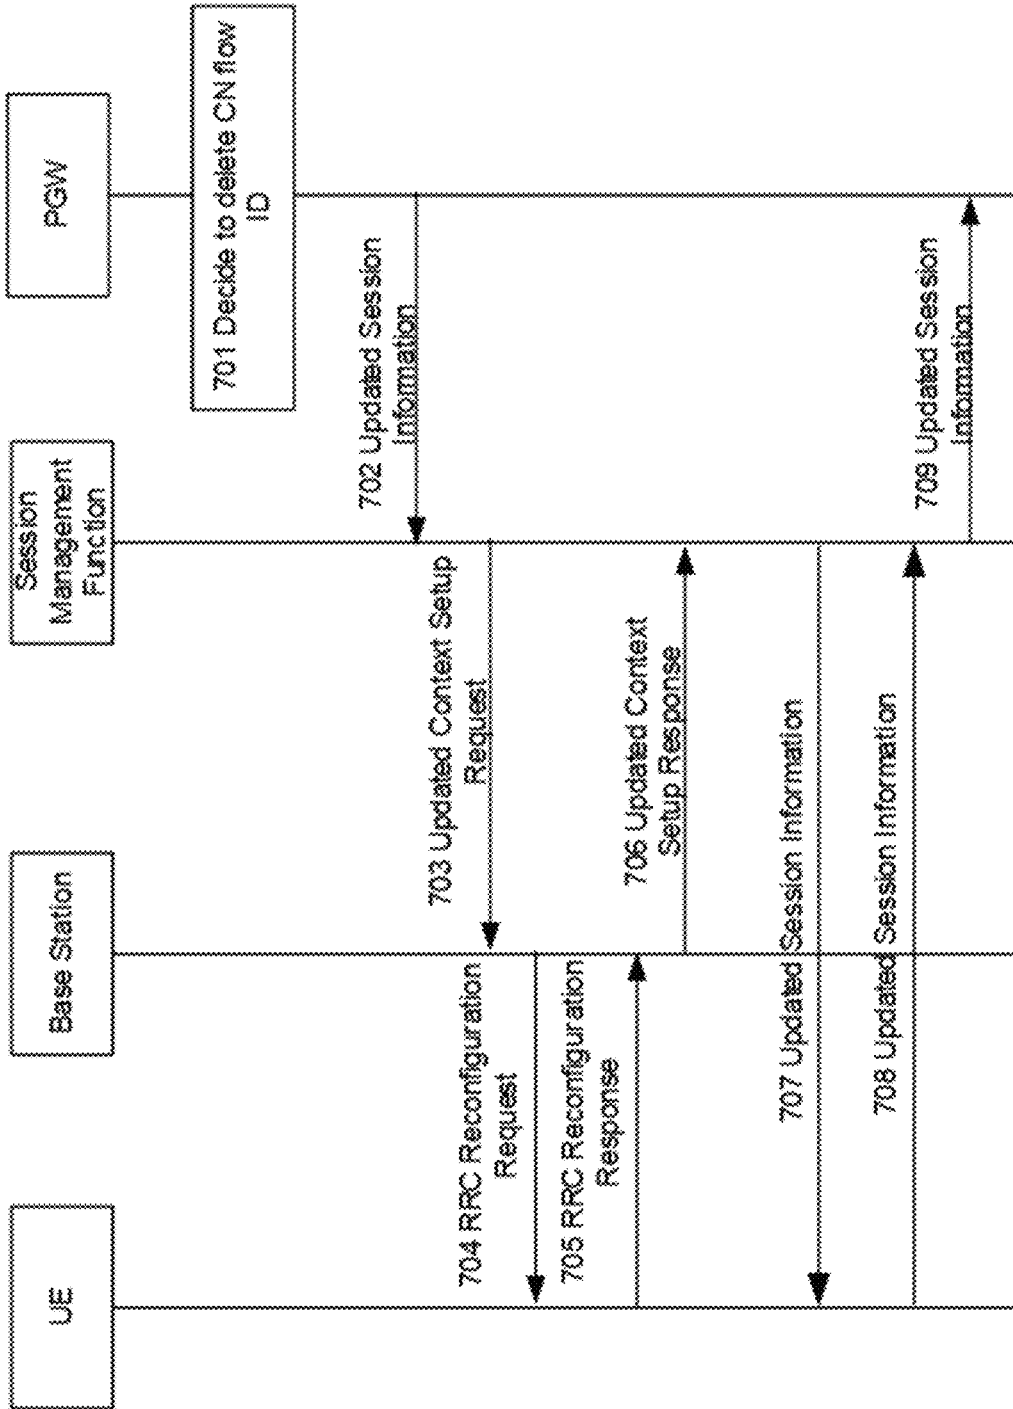 UE
Base Station
Session
Management
Function
PGW
701 Decide to delete CN flow
ID
702 Updated Session
Information
703 Updated Context Setup
Request
704 RRC Reconfiguration
Request
705 RRC Reconfiguration
Response
706 Updated Context
Setup Response
707 Updated Session Information
708 Updated Session Information
709 Updated Session
Information